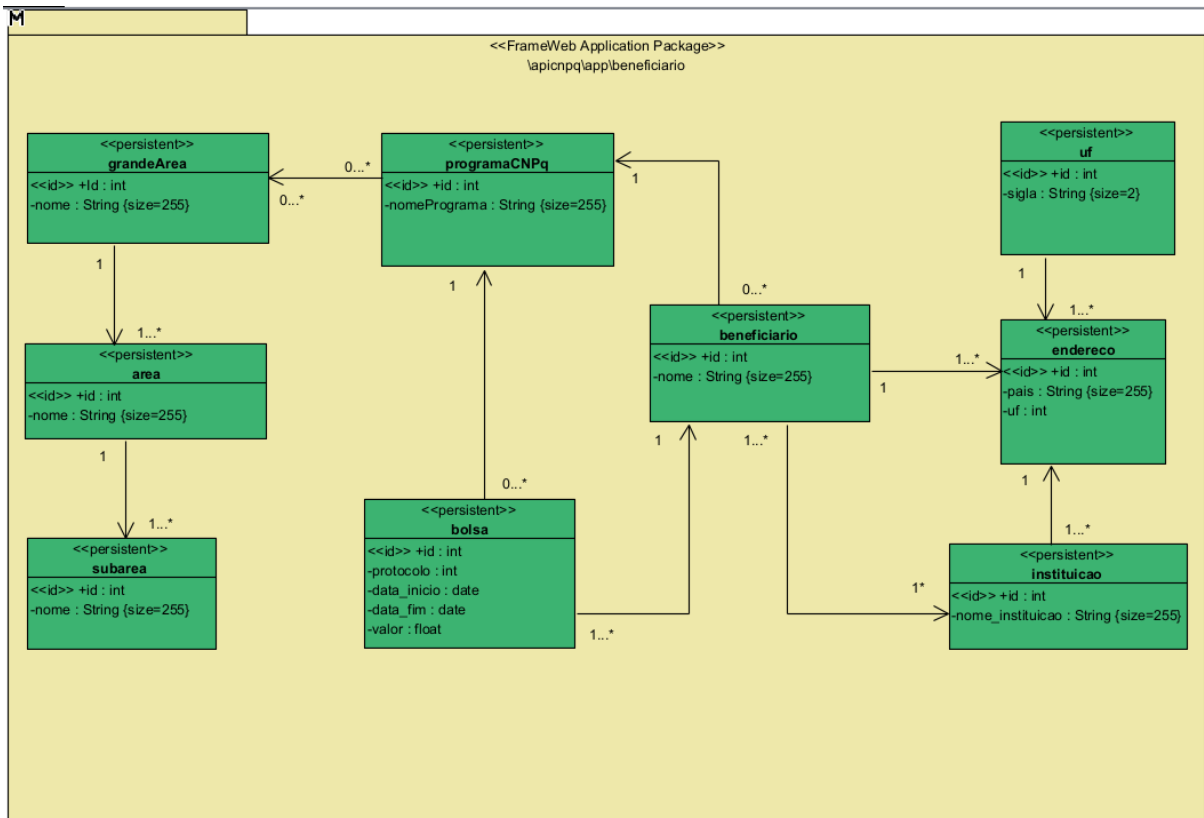 M
<<FrameWeb Application Package>>
\apicnpq\app\beneficiario
<<persistent>>
grandeArea
<<id>> +Id : int
-nome : String {size=255}
0...*
0...*
<<persistent>>
programaCNPq
<<id>> +id : int
-nomePrograma : String {size=255}
1
0...*
<<persistent>>
uf
<<id>> +id : int
-sigla : String {size=2}
1
1...*
1
1...*
<<persistent>>
area
<<id>> +id : int
-nome : String {size=255}
1
0...*
<<persistent>>
beneficiario
<<id>> +id : int
-nome : String {size=255}
1...*
1
<<persistent>>
endereco
<<id>> +id : int
-pais : String {size=255}
-uf : int
1
1...*
1
1...*
1
1...*
<<persistent>>
subarea
<<id>> +id : int
-nome : String {size=255}
<<persistent>>
bolsa
<<id>> +id : int
-protocolo : int
-data_inicio : date
-data_fim : date
-valor : float
1...*
1*
<<persistent>>
instituicao
<<id>> +id : int
-nome_instituicao : String {size=255}